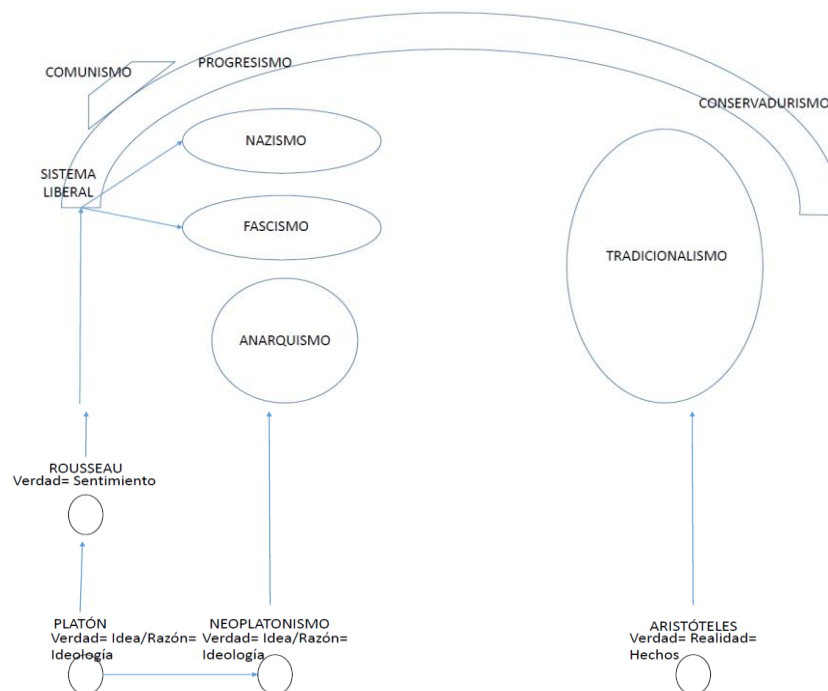 COMUNISMO
PROGRESISMO
CONSERVADURISMO
NAZISMO
SISTEMA
LIBERAL
FASCISMO
TRADICIONALISMO
ANARQUISMO
ROUSSEAU
Verdad= Sentimiento
PLATÓN
Verdad= Idea/Razón=
Ideología
NEOPLATONISMO
Verdad= Idea/Razón=
Ideología
ARISTÓTELES
Verdad= Realidad=
Hechos